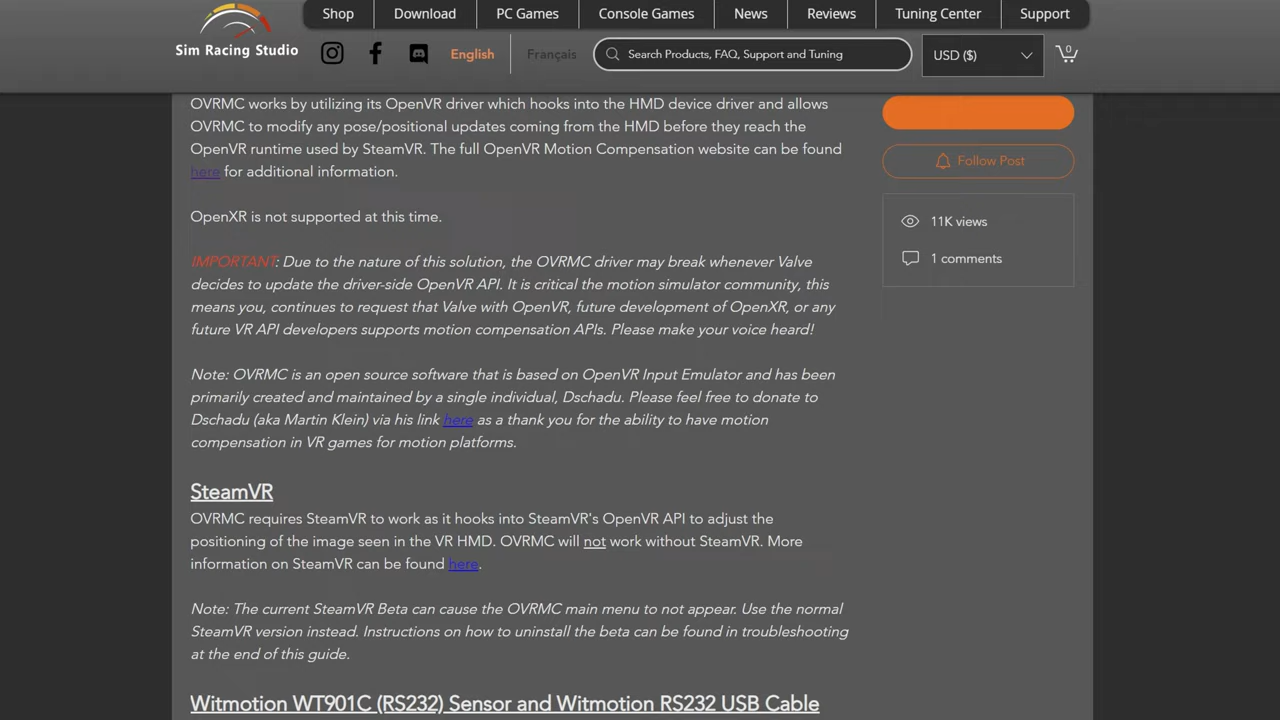 Shop
Download
PC Games
Console Games
News
Reviews
Tuning Center
Support
Sim Racing Studio
English
Français
Search Products, FAQ, Support and Tuning
USD ($)
0
OVRMC works by utilizing its OpenVR driver which hooks into the HMD device driver and allows
OVRMC to modify any pose/positional updates coming from the HMD before they reach the
OpenVR runtime used by SteamVR. The full OpenVR Motion Compensation website can be found
here for additional information.
Follow Post
OpenXR is not supported at this time.
11K views
1 comments
IMPORTANT: Due to the nature of this solution, the OVRMC driver may break whenever Valve
decides to update the driver-side OpenVR API. It is critical the motion simulator community, this
means you, continues to request that Valve with OpenVR, future development of OpenXR, or any
future VR API developers supports motion compensation APIs. Please make your voice heard!
Note: OVRMC is an open source software that is based on OpenVR Input Emulator and has been
primarily created and maintained by a single individual, Dschadu. Please feel free to donate to
Dschadu (aka Martin Klein) via his link here as a thank you for the ability to have motion
compensation in VR games for motion platforms.
SteamVR
OVRMC requires SteamVR to work as it hooks into SteamVR's OpenVR API to adjust the
positioning of the image seen in the VR HMD. OVRMC will not work without SteamVR. More
information on SteamVR can be found here.
Note: The current SteamVR Beta can cause the OVRMC main menu to not appear. Use the normal
SteamVR version instead. Instructions on how to uninstall the beta can be found in troubleshooting
at the end of this guide.
Witmotion WT901C (RS232) Sensor and Witmotion RS232 USB Cable